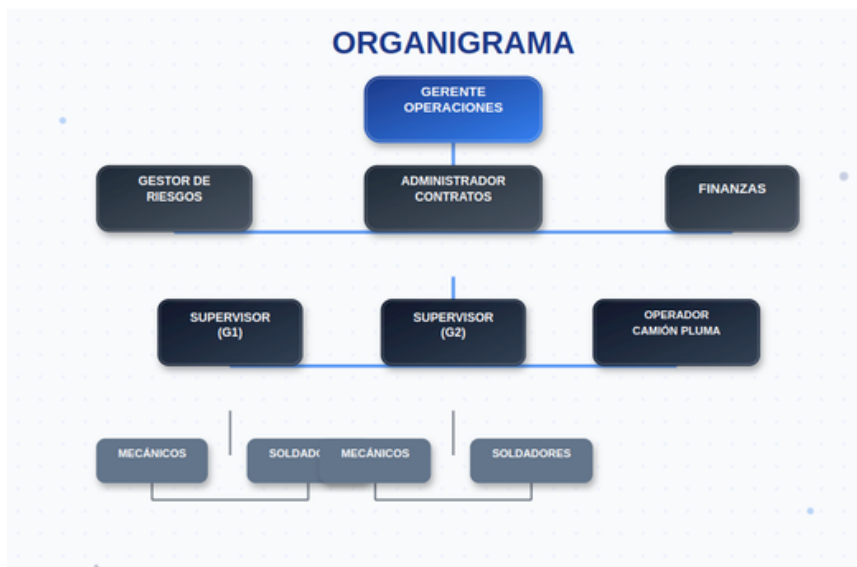 ORGANIGRAMA
GERENTE
OPERACIONES
GESTOR DE
RIESGOS
ADMINISTRADOR
CONTRATOS
FINANZAS
SUPERVISOR
(G1)
SUPERVISOR
(G2)
OPERADOR
CAMIÓN PLUMA
MECÁNICOS
SOLDADO
MECÁNICOS
SOLDADORES